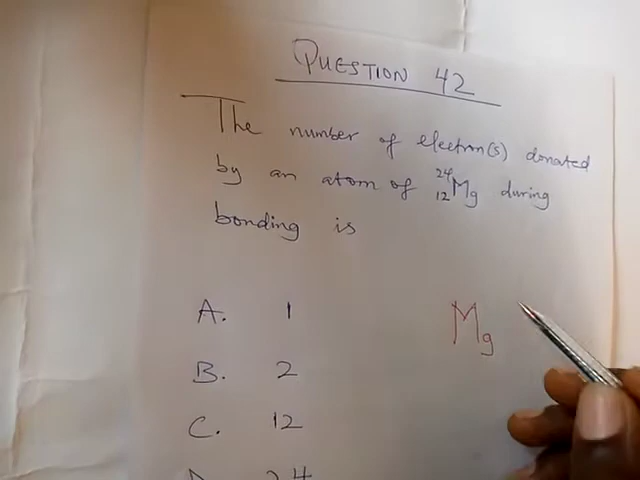 QUESTION 42
The number of electron(s) donated
by an atom of ²⁴₁₂Mg during
bonding is
A. 1
B. 2
Mg
C. 12
D. 24